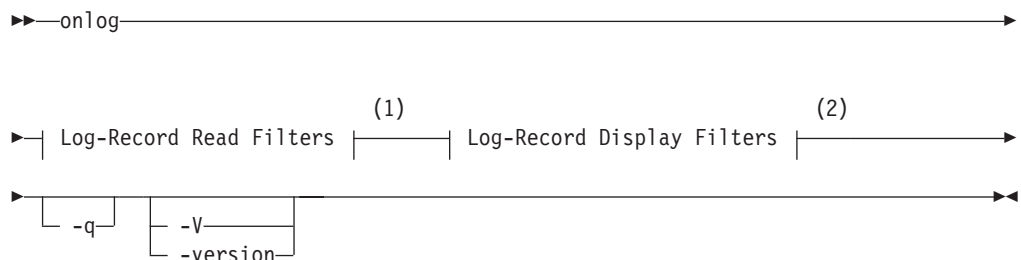 onlog
(1) (2)
Log-Record Read Filters Log-Record Display Filters
-q -V
-version